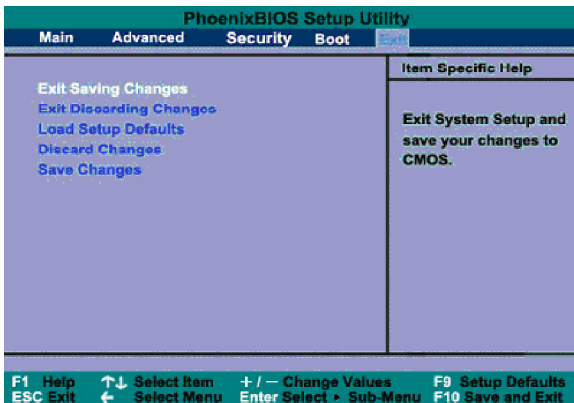 PhoenixBIOS Setup Utility
Main Advanced Security Boot Exit
Item Specific Help
Exit Saving Changes
Exit Discarding Changes
Load Setup Defaults
Discard Changes
Save Changes
Exit System Setup and
save your changes to
CMOS.
F1 Help ↑↓ Select Item + / − Change Values F9 Setup Defaults
ESC Exit ← Select Menu Enter Select ▸ Sub-Menu F10 Save and Exit